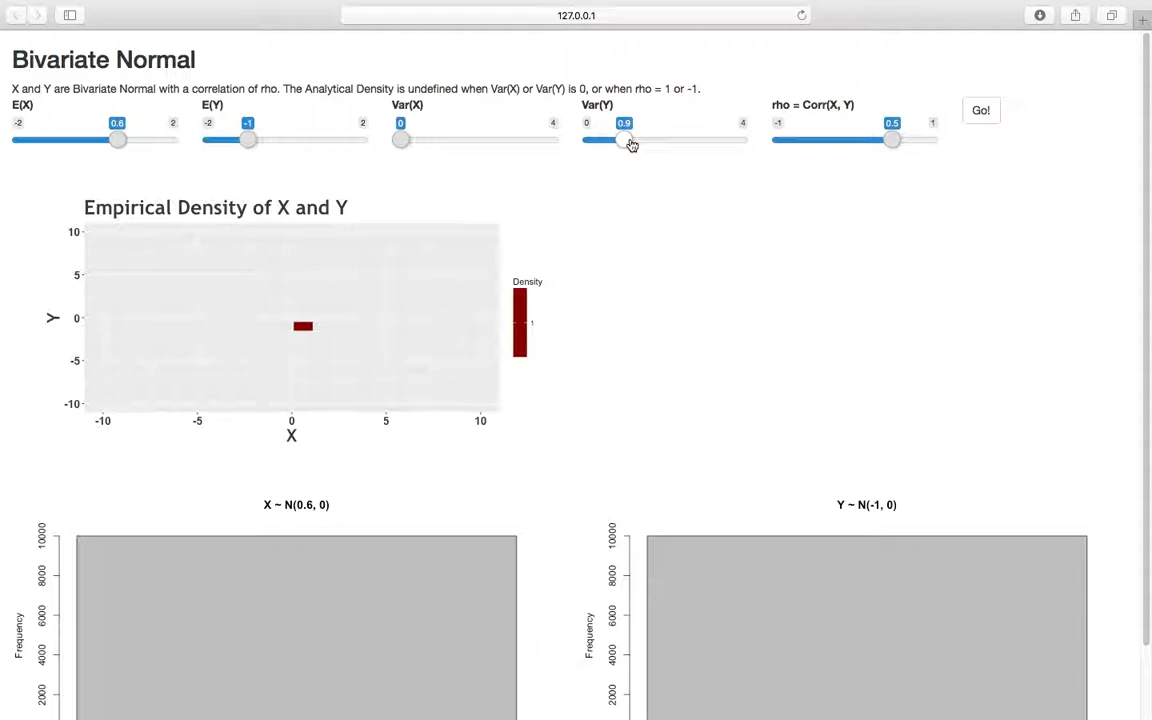 127.0.0.1
Bivariate Normal
X and Y are Bivariate Normal with a correlation of rho. The Analytical Density is undefined when Var(X) or Var(Y) is 0, or when rho = 1 or -1.
E(X) E(Y) Var(X) Var(Y) rho = Corr(X, Y) Go!
-2 0.6 2 -2 -1 2 0 4 0 0.9 4 -1 0.5 1
Empirical Density of X and Y
10
5
0
-5
-10
Y
-10 -5 0 5 10
X
Density
1
X ~ N(0.6, 0)
10000
8000
6000
4000
2000
Frequency
Y ~ N(-1, 0)
10000
8000
6000
4000
2000
Frequency